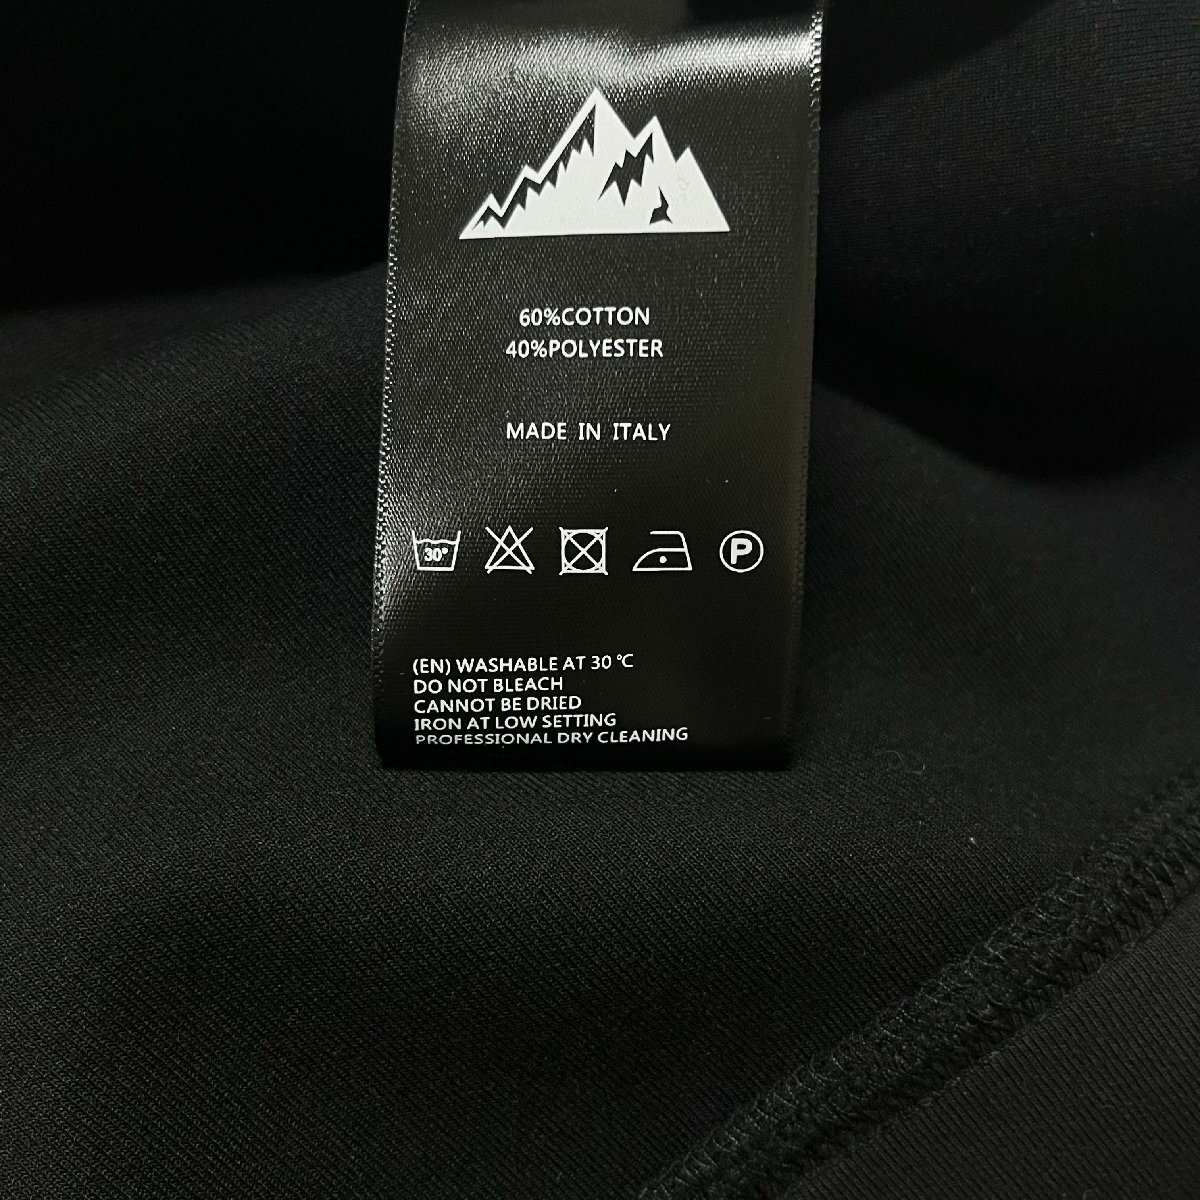 60%COTTON
40%POLYESTER
MADE IN ITALY
30°
P
(EN) WASHABLE AT 30 °C
DO NOT BLEACH
CANNOT BE DRIED
IRON AT LOW SETTING
PROFESSIONAL DRY CLEANING